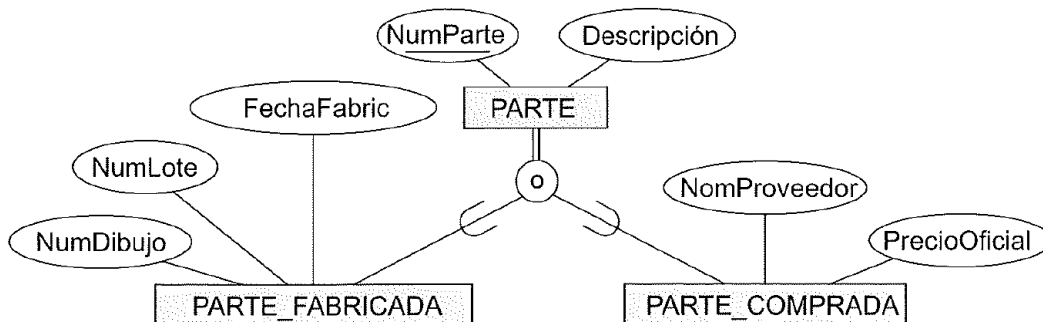 NumParte
Descripción
FechaFabric
PARTE
NumLote
o
NomProveedor
NumDibujo
PrecioOficial
PARTE_FABRICADA
PARTE_COMPRADA